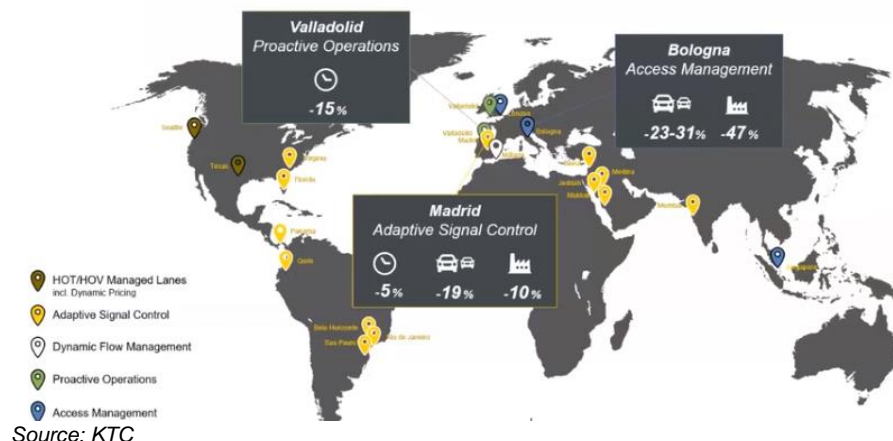 Valladolid
Proactive Operations
-15%
Bologna
Access Management
-23-31% -47%
Seattle
Texas
Virginia
Florida
Panama
Quito
Belo Horizonte
Rio de Janeiro
Sao Paulo
London
Valladolid
Madrid
Bologna
Medina
Jeddah
Makkah
Mumbai
Singapore
Madrid
Adaptive Signal Control
-5% -19% -10%
HOT/HOV Managed Lanes
incl. Dynamic Pricing
Adaptive Signal Control
Dynamic Flow Management
Proactive Operations
Access Management
Source: KTC